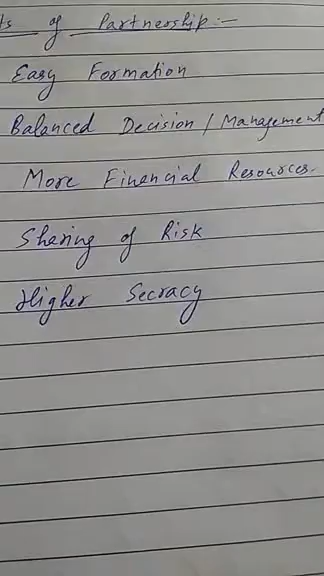 of Partnership:-
Easy Formation
Balanced Decision / Management
More Financial Resources.
Sharing of Risk
Higher Secracy